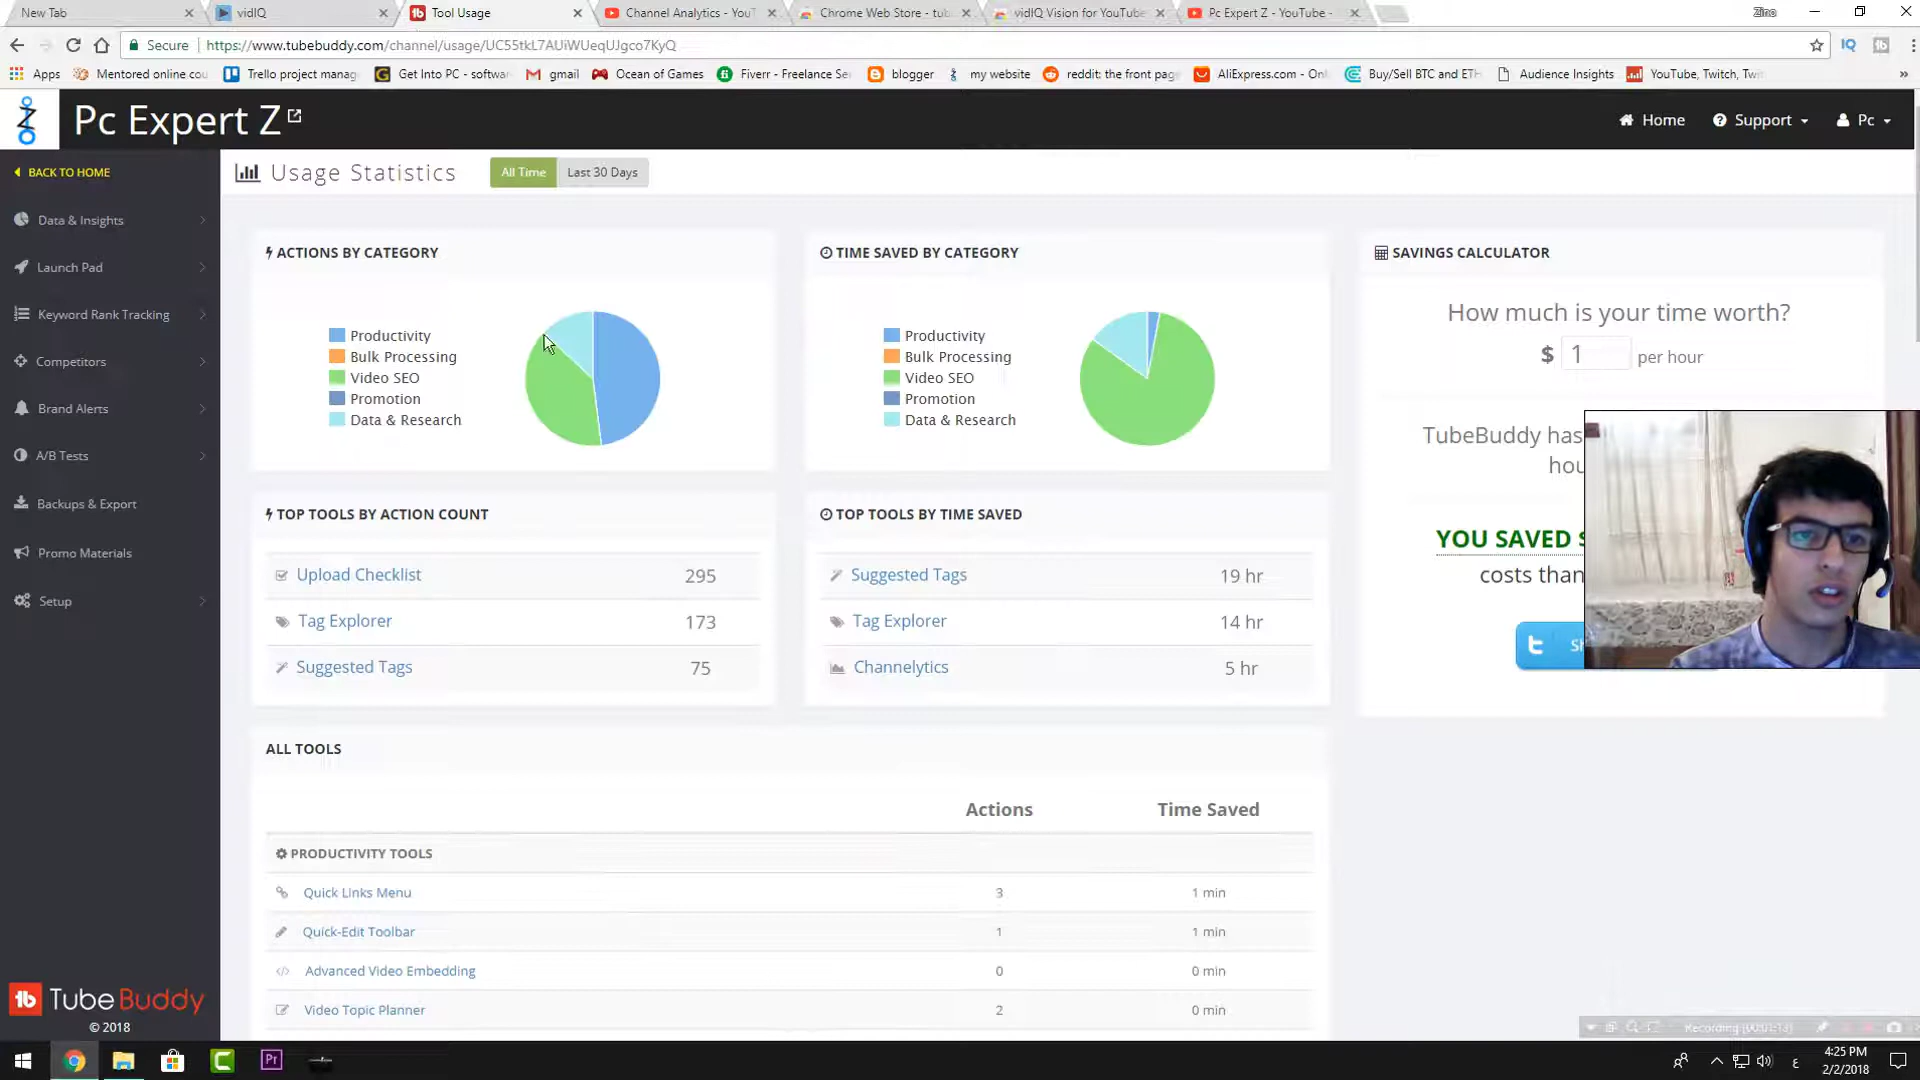 New Tab
vidIQ
Tool Usage
Channel Analytics - YouT
Chrome Web Store - tub
vidIQ Vision for YouTube
Pc Expert Z - YouTube -
Zino
Secure
https://www.tubebuddy.com/channel/usage/UC55tkL7AUiWUeqUJgco7KyQ
Apps
Mentored online cou
Trello project manag
Get Into PC - softwar
gmail
Ocean of Games
Fiverr - Freelance Se
blogger
my website
reddit: the front page
AliExpress.com - Onl
Buy/Sell BTC and ETH
Audience Insights
YouTube, Twitch, Twi
Pc Expert Z
Home
Support
Pc
BACK TO HOME
Data & Insights
Launch Pad
Keyword Rank Tracking
Competitors
Brand Alerts
A/B Tests
Backups & Export
Promo Materials
Setup
TubeBuddy
© 2018
Usage Statistics
All Time
Last 30 Days
ACTIONS BY CATEGORY
Productivity
Bulk Processing
Video SEO
Promotion
Data & Research
TIME SAVED BY CATEGORY
Productivity
Bulk Processing
Video SEO
Promotion
Data & Research
SAVINGS CALCULATOR
How much is your time worth?
$ 1 per hour
TubeBuddy has
hou
YOU SAVED
costs than
TOP TOOLS BY ACTION COUNT
Upload Checklist 295
Tag Explorer 173
Suggested Tags 75
TOP TOOLS BY TIME SAVED
Suggested Tags 19 hr
Tag Explorer 14 hr
Channelytics 5 hr
ALL TOOLS
Actions Time Saved
PRODUCTIVITY TOOLS
Quick Links Menu 3 1 min
Quick-Edit Toolbar 1 1 min
Advanced Video Embedding 0 0 min
Video Topic Planner 2 0 min
Recording [00:01:13]
4:25 PM
2/2/2018